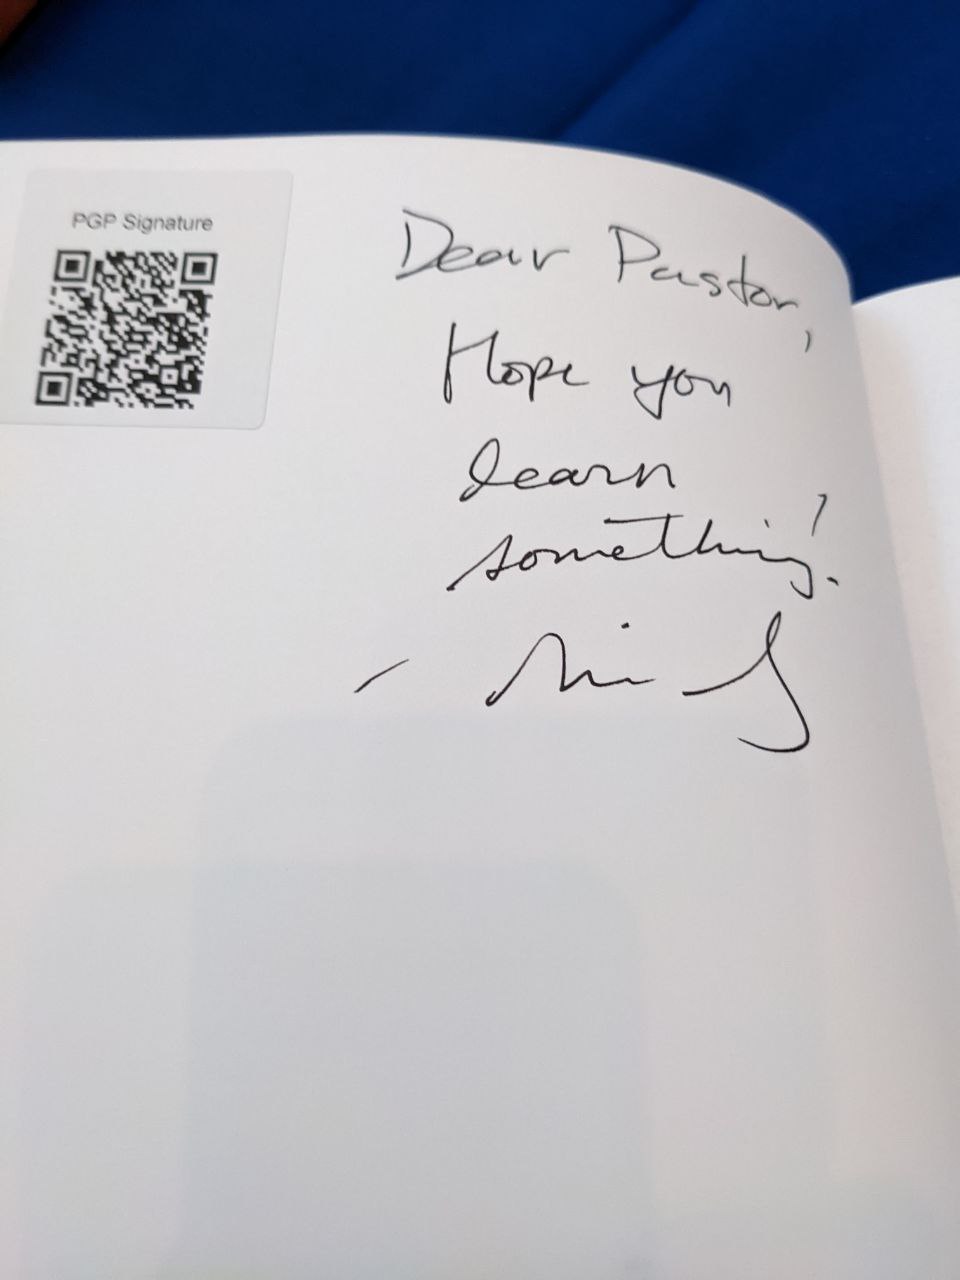 PGP Signature
Dear Pastor,
Hope you
learn
something!